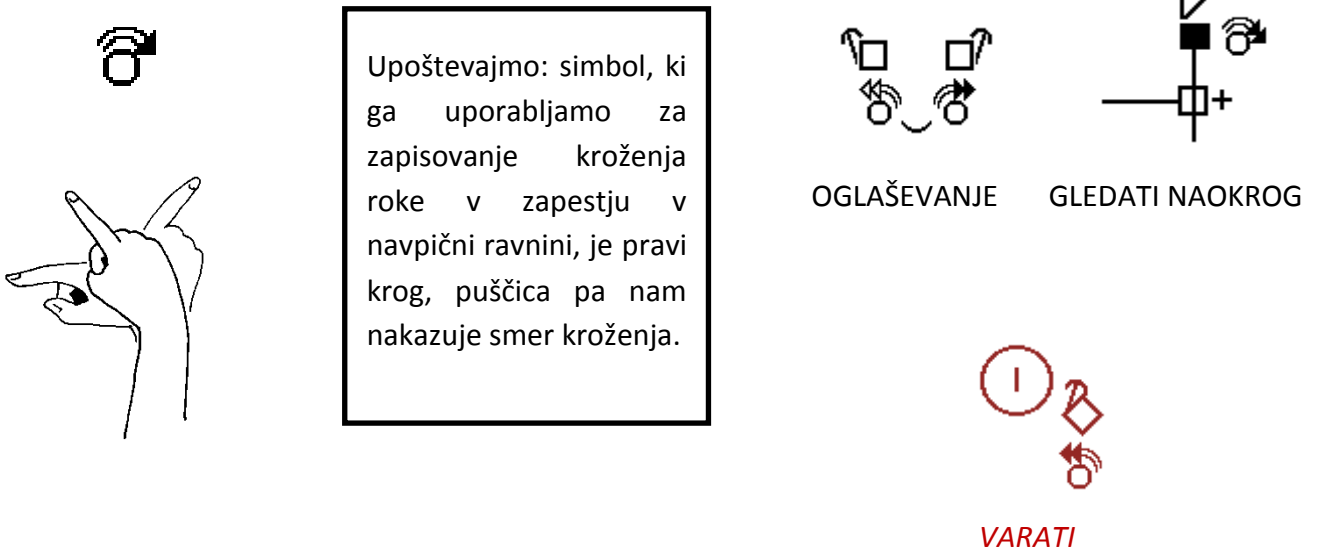 Upoštevajmo: simbol, ki
ga uporabljamo za
zapisovanje kroženja
roke v zapestju v
navpični ravnini, je pravi
krog, puščica pa nam
nakazuje smer kroženja.
OGLAŠEVANJE GLEDATI NAOKROG
VARATI